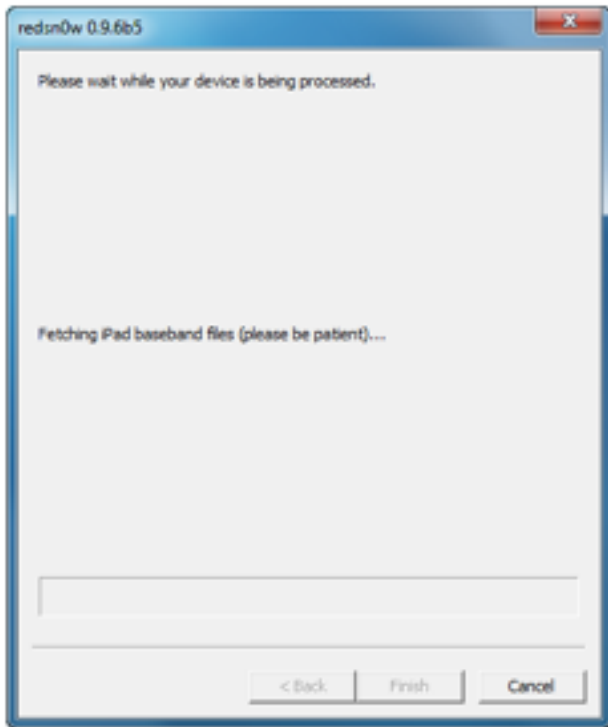 redsn0w 0.9.6b5
Please wait while your device is being processed.
Fetching iPad baseband files (please be patient)...
< Back
Finish
Cancel